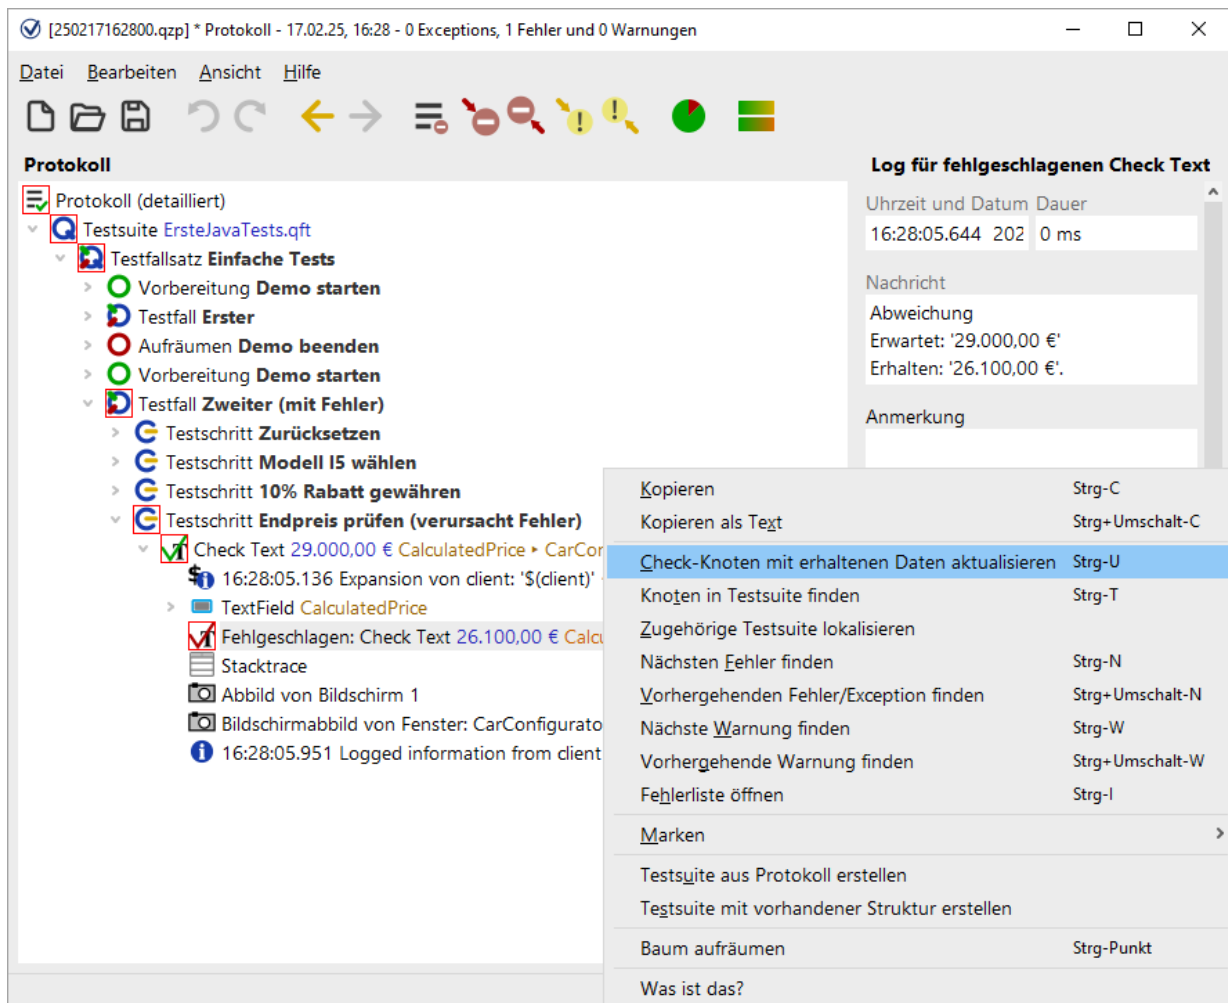 [250217162800.qzp] * Protokoll - 17.02.25, 16:28 - 0 Exceptions, 1 Fehler und 0 Warnungen
Datei Bearbeiten Ansicht Hilfe
Protokoll
Protokoll (detailliert)
Testsuite ErsteJavaTests.qft
Testfallsatz Einfache Tests
Vorbereitung Demo starten
Testfall Erster
Aufräumen Demo beenden
Vorbereitung Demo starten
Testfall Zweiter (mit Fehler)
Testschritt Zurücksetzen
Testschritt Modell I5 wählen
Testschritt 10% Rabatt gewähren
Testschritt Endpreis prüfen (verursacht Fehler)
Check Text 29.000,00 € CalculatedPrice ▸ CarCor
16:28:05.136 Expansion von client: '$(client)'
TextField CalculatedPrice
Fehlgeschlagen: Check Text 26.100,00 € Calcu
Stacktrace
Abbild von Bildschirm 1
Bildschirmabbild von Fenster: CarConfigurato
16:28:05.951 Logged information from client
Log für fehlgeschlagenen Check Text
Uhrzeit und Datum Dauer
16:28:05.644 202 0 ms
Nachricht
Abweichung
Erwartet: '29.000,00 €'
Erhalten: '26.100,00 €'.
Anmerkung
Kopieren Strg-C
Kopieren als Text Strg+Umschalt-C
Check-Knoten mit erhaltenen Daten aktualisieren Strg-U
Knoten in Testsuite finden Strg-T
Zugehörige Testsuite lokalisieren
Nächsten Fehler finden Strg-N
Vorhergehenden Fehler/Exception finden Strg+Umschalt-N
Nächste Warnung finden Strg-W
Vorhergehende Warnung finden Strg+Umschalt-W
Fehlerliste öffnen Strg-I
Marken
Testsuite aus Protokoll erstellen
Testsuite mit vorhandener Struktur erstellen
Baum aufräumen Strg-Punkt
Was ist das?